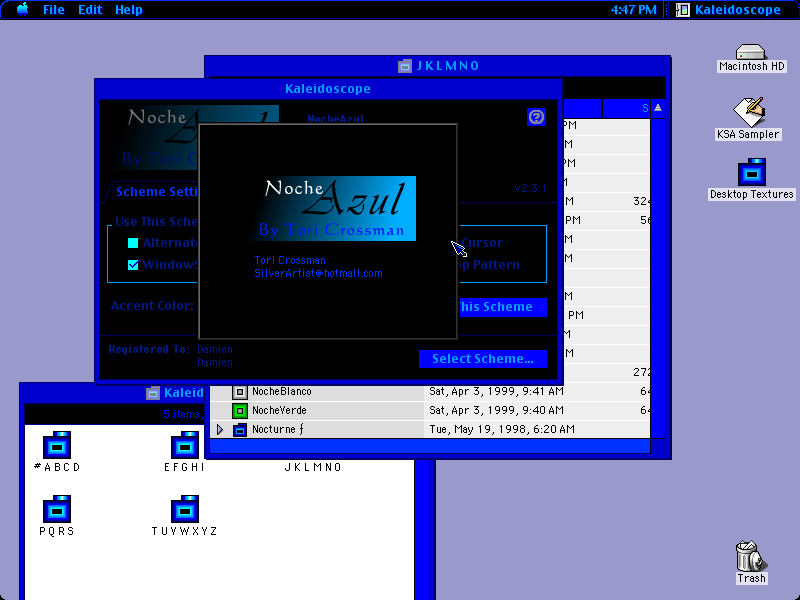 File Edit Help
4:47 PM
Kaleidoscope
JKLMNO
Kaleidoscope
Noche
By T
NocheAzul
Noche Azul
By Tori Crossman
Tori Crossman
SilverArtist@hotmail.com
v2.3.1
Scheme Setti
Use This Sche
Alternat
Window
Cursor
p Pattern
Accent Color:
his Scheme
Registered To: Damien
Damien
Select Scheme...
S
PM
M
PM
M
M 324
PM 56
M
M
M
PM
M
M
272
NocheBlanco Sat, Apr 3, 1999, 9:41 AM 64
NocheVerde Sat, Apr 3, 1999, 9:40 AM 64
Nocturne ƒ Tue, May 19, 1998, 6:20 AM
Kaleid
5 items,
#ABCD
EFGHI
JKLMNO
PQRS
TUVWXYZ
Macintosh HD
KSA Sampler
Desktop Textures
Trash